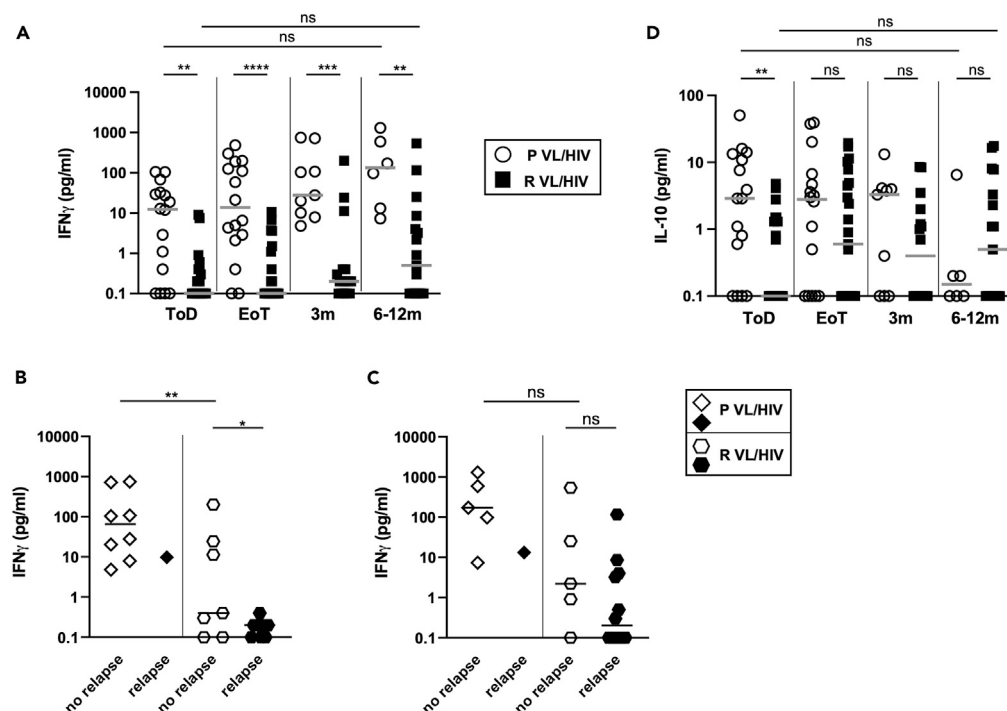 A
ns
ns
**
****
***
**
IFNγ (pg/ml)
10000
1000
100
10
1
0.1
ToD
EoT
3m
6-12m
P VL/HIV
R VL/HIV
D
ns
ns
**
ns
ns
ns
IL-10 (pg/ml)
100
10
1
0.1
ToD
EoT
3m
6-12m
B
**
*
IFNγ (pg/ml)
10000
1000
100
10
1
0.1
no relapse
relapse
no relapse
relapse
C
ns
ns
IFNγ (pg/ml)
10000
1000
100
10
1
0.1
no relapse
relapse
no relapse
relapse
P VL/HIV
R VL/HIV